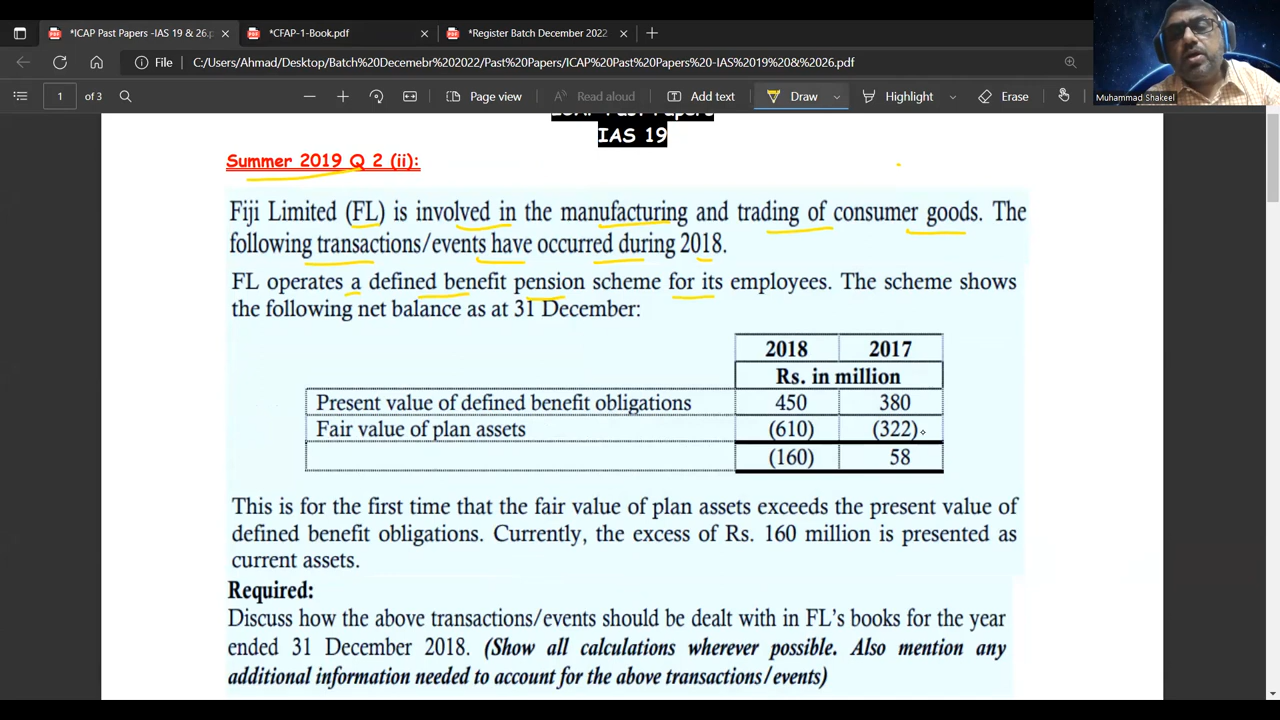 *ICAP Past Papers -IAS 19 & 26.p
*CFAP-1-Book.pdf
*Register Batch December 2022
File
C:/Users/Ahmad/Desktop/Batch%20Decemebr%202022/Past%20Papers/ICAP%20Past%20Papers%20-IAS%2019%20&%2026.pdf
Muhammad Shakeel
1 of 3
Page view
Read aloud
Add text
Draw
Highlight
Erase
ICAP Past Papers
IAS 19
Summer 2019 Q 2 (ii):
Fiji Limited (FL) is involved in the manufacturing and trading of consumer goods. The
following transactions/events have occurred during 2018.
FL operates a defined benefit pension scheme for its employees. The scheme shows
the following net balance as at 31 December:
2018 2017
Rs. in million
Present value of defined benefit obligations 450 380
Fair value of plan assets (610) (322)
(160) 58
This is for the first time that the fair value of plan assets exceeds the present value of
defined benefit obligations. Currently, the excess of Rs. 160 million is presented as
current assets.
Required:
Discuss how the above transactions/events should be dealt with in FL's books for the year
ended 31 December 2018. (Show all calculations wherever possible. Also mention any
additional information needed to account for the above transactions/events)